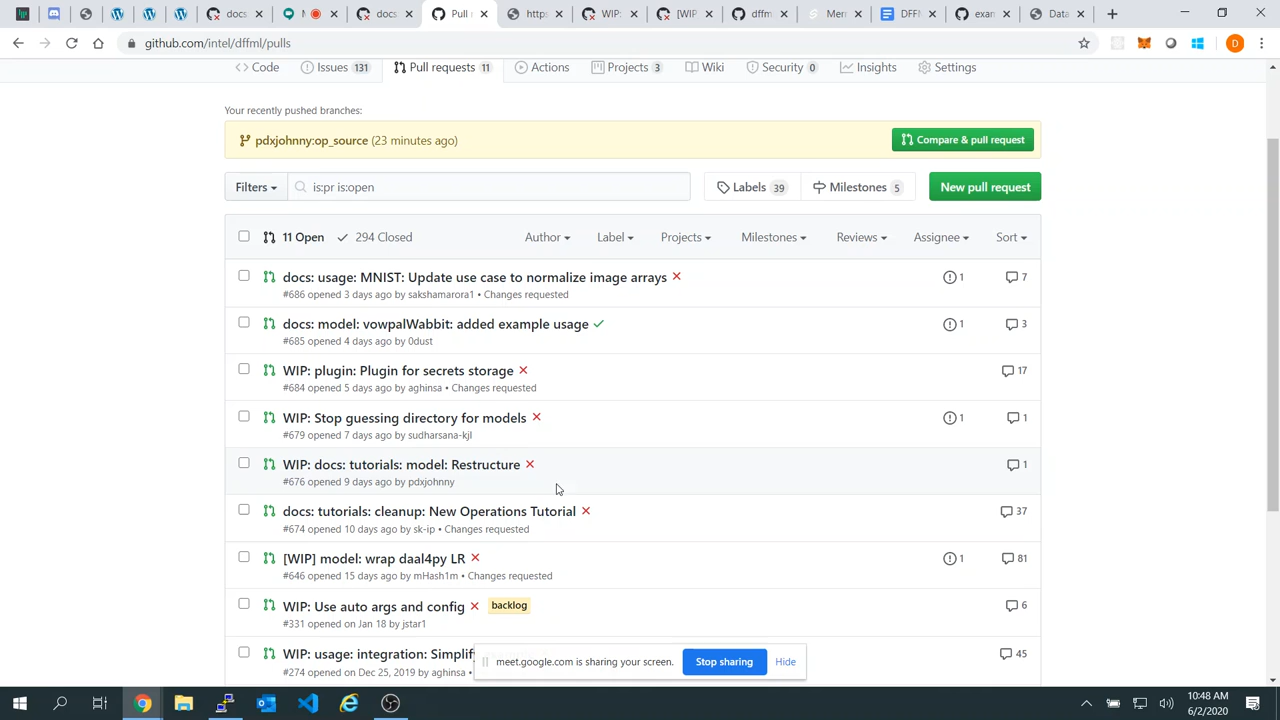 docs:
M
docs
Pull r
https
WIP:
[WIP
dffm
Mem
DFFN
exam
Data
github.com/intel/dffml/pulls
D
Code
Issues 131
Pull requests 11
Actions
Projects 3
Wiki
Security 0
Insights
Settings
Your recently pushed branches:
pdxjohnny:op_source (23 minutes ago)
Compare & pull request
Filters
is:pr is:open
Labels 39
Milestones 5
New pull request
11 Open
294 Closed
Author
Label
Projects
Milestones
Reviews
Assignee
Sort
docs: usage: MNIST: Update use case to normalize image arrays
1
7
#686 opened 3 days ago by sakshamarora1 • Changes requested
docs: model: vowpalWabbit: added example usage
1
3
#685 opened 4 days ago by 0dust
WIP: plugin: Plugin for secrets storage
17
#684 opened 5 days ago by aghinsa • Changes requested
WIP: Stop guessing directory for models
1
1
#679 opened 7 days ago by sudharsana-kjl
WIP: docs: tutorials: model: Restructure
1
#676 opened 9 days ago by pdxjohnny
docs: tutorials: cleanup: New Operations Tutorial
37
#674 opened 10 days ago by sk-ip • Changes requested
[WIP] model: wrap daal4py LR
1
81
#646 opened 15 days ago by mHash1m • Changes requested
WIP: Use auto args and config
backlog
6
#331 opened on Jan 18 by jstar1
WIP: usage: integration: Simplif
45
#274 opened on Dec 25, 2019 by aghinsa •
meet.google.com is sharing your screen.
Stop sharing
Hide
10:48 AM
6/2/2020